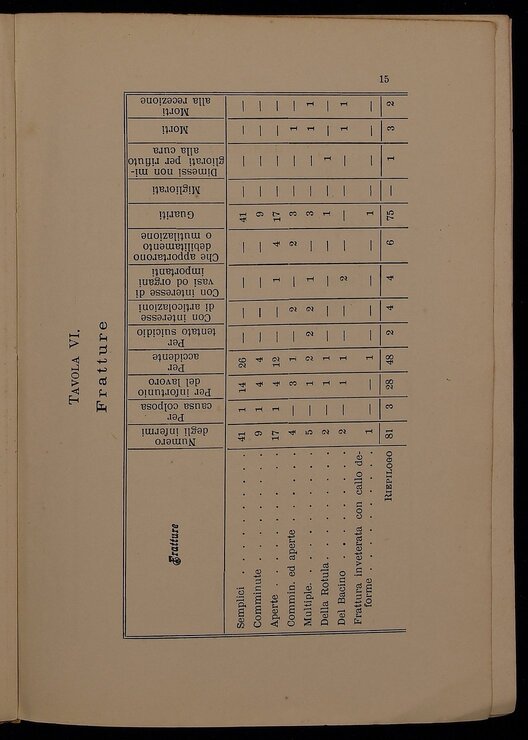 15
TAVOLA VI.
Fratture
Fratture
Numero
degli infermi
Per
causa colposa
Per infortunio
del lavoro
Per
accidente
Per
tentato suicidio
Con interesse
di articolazioni
Con interesse di
vasi od organi
importanti
Che apportarono
debilitamento
o mutilazione
Guariti
Migliorati
Dimessi non mi-
gliorati per rifiuto
alla cura
Morti
Morti
alla recezione
Semplici . . . . . . . . . . 41 1 14 26 — — — — 41 — — — —
Comminute . . . . . . . . . 9 1 4 4 — — — — 9 — — — —
Aperte . . . . . . . . . . . 17 1 4 12 — — 1 4 17 — — — —
Commin. ed aperte . . . . . . 4 — 3 1 — 2 — 2 3 — — 1 —
Multiple. . . . . . . . . . . 5 — 1 2 2 2 1 — 3 — — 1 1
Della Rotula . . . . . . . . . 2 — 1 1 — — — — 1 — 1 — —
Del Bacino . . . . . . . . . 2 — 1 1 — — 2 — — — — 1 1
Frattura inveterata con callo de-
forme . . . . . . . . . . 1 — — 1 — — — — 1 — — — —
RIEPILOGO 81 3 28 48 2 4 4 6 75 — 1 3 2